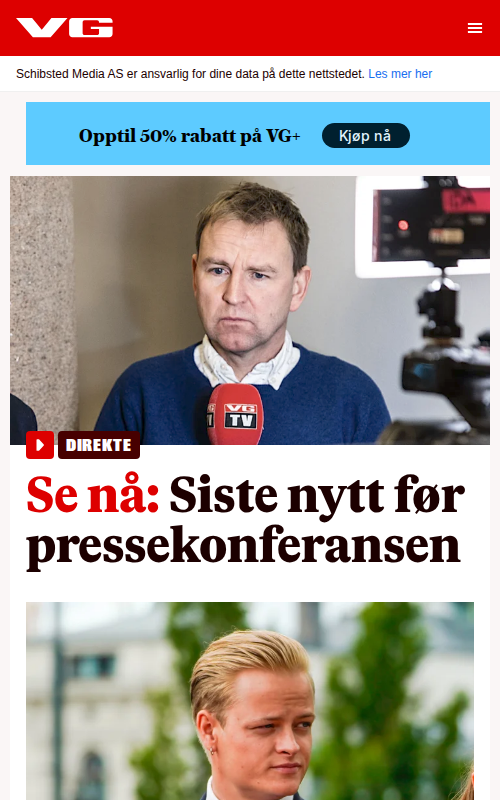 VG
Schibsted Media AS er ansvarlig for dine data på dette nettstedet. Les mer her
Opptil 50% rabatt på VG+
Kjøp nå
VG
TV
DIREKTE
Se nå: Siste nytt før
pressekonferansen